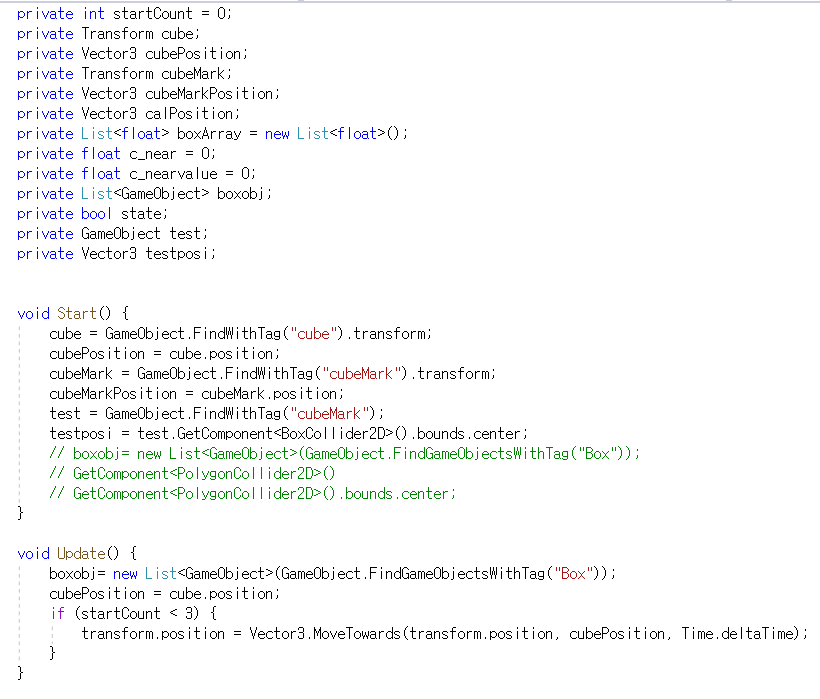 private int startCount = 0;
private Transform cube;
private Vector3 cubePosition;
private Transform cubeMark;
private Vector3 cubeMarkPosition;
private Vector3 calPosition;
private List<float> boxArray = new List<float>();
private float c_near = 0;
private float c_nearvalue = 0;
private List<GameObject> boxobj;
private bool state;
private GameObject test;
private Vector3 testposi;
void Start() {
cube = GameObject.FindWithTag("cube").transform;
cubePosition = cube.position;
cubeMark = GameObject.FindWithTag("cubeMark").transform;
cubeMarkPosition = cubeMark.position;
test = GameObject.FindWithTag("cubeMark");
testposi = test.GetComponent<BoxCollider2D>().bounds.center;
// boxobj= new List<GameObject>(GameObject.FindGameObjectsWithTag("Box"));
// GetComponent<PolygonCollider2D>()
// GetComponent<PolygonCollider2D>().bounds.center;
}
void Update() {
boxobj= new List<GameObject>(GameObject.FindGameObjectsWithTag("Box"));
cubePosition = cube.position;
if (startCount < 3) {
transform.position = Vector3.MoveTowards(transform.position, cubePosition, Time.deltaTime);
}
}